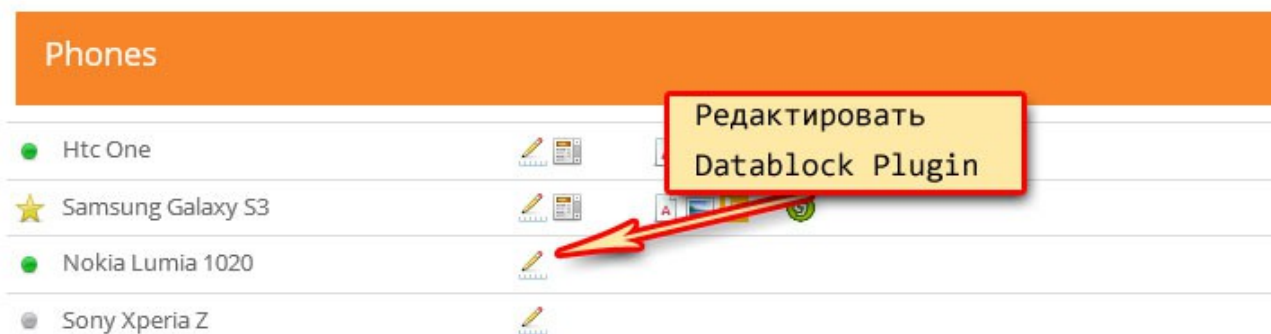 Phones
Редактировать
Datablock Plugin
Htc One
Samsung Galaxy S3
Nokia Lumia 1020
Sony Xperia Z